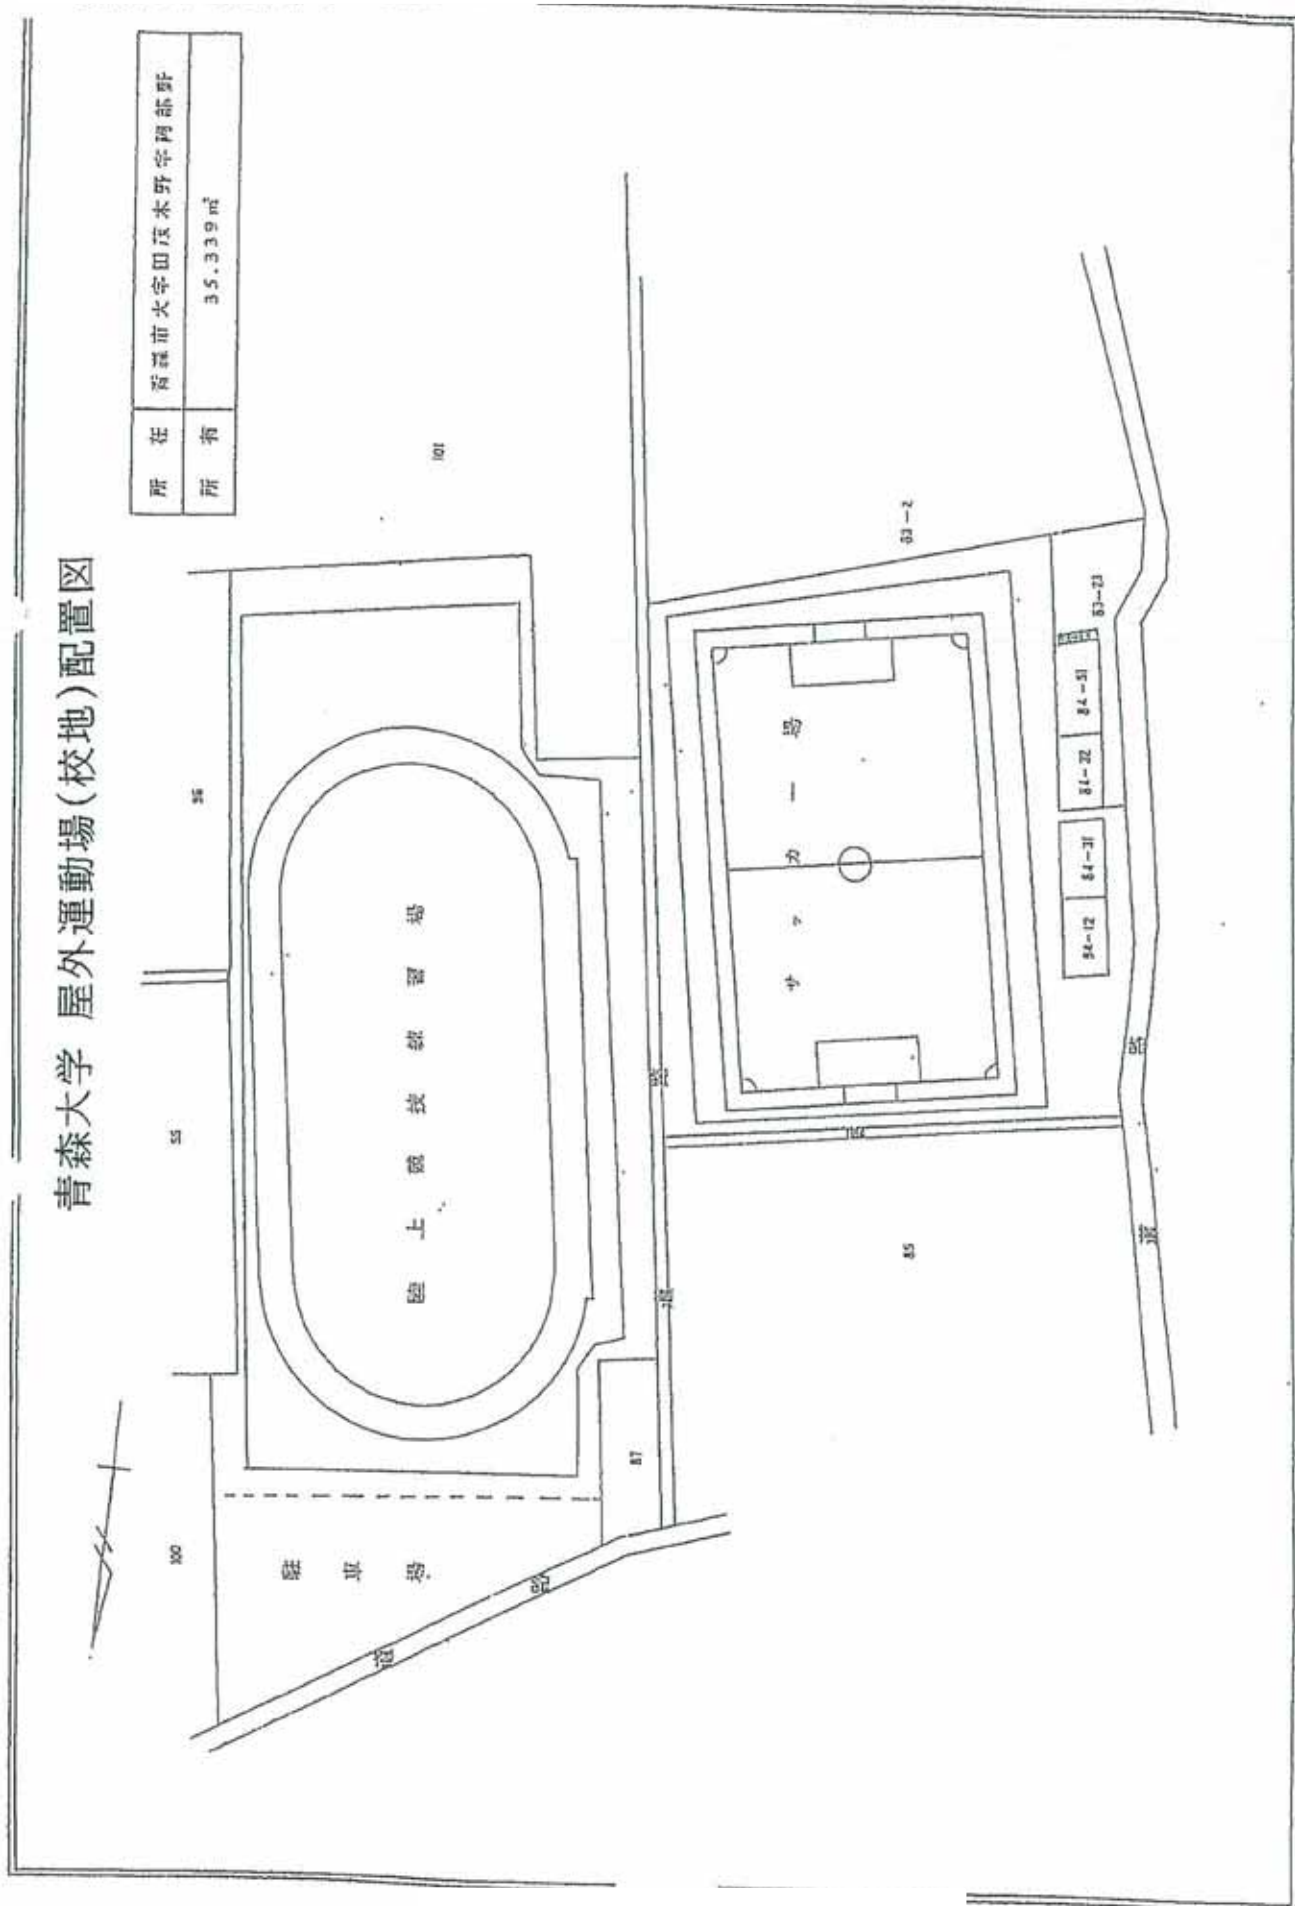 青森大学 屋外運動場(校地)配置図
所在 青森市大字田茂木野字阿部野
所有 35.339㎡
100
55
56
101
陸上競技練習場
駐車場
道路
87
道路
サッカー場
83-2
道
85
83-23
84-51
84-22
84-31
84-12
道路